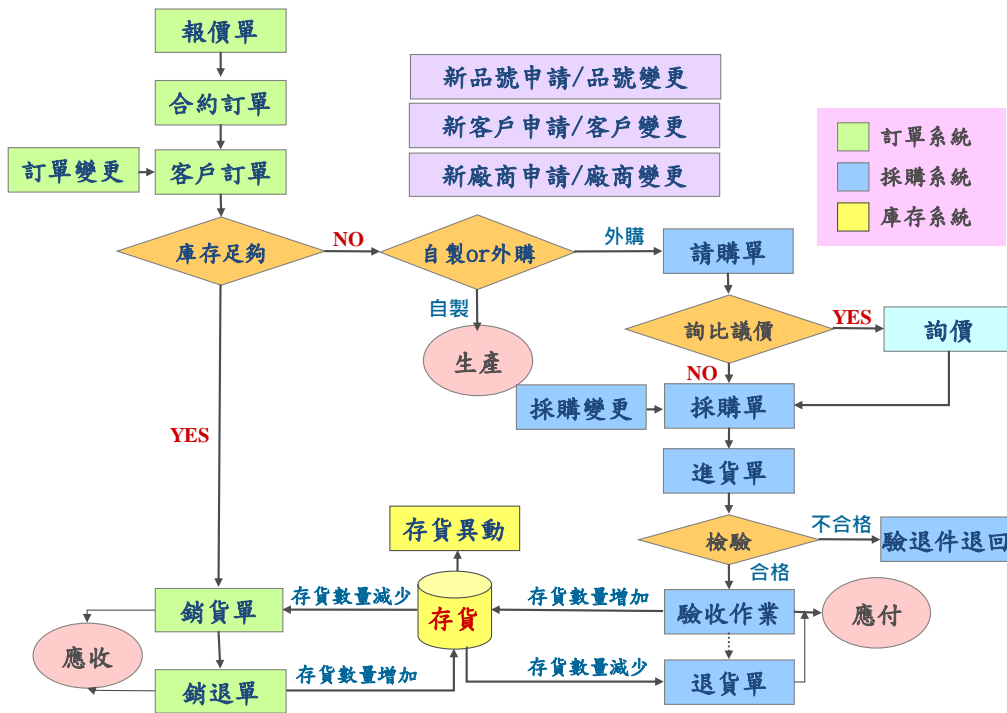 報價單
合約訂單
訂單變更
客戶訂單
新品號申請/品號變更
新客戶申請/客戶變更
新廠商申請/廠商變更
訂單系統
採購系統
庫存系統
庫存足夠
NO
自製or外購
外購
請購單
自製
生產
詢比議價
YES
詢價
NO
採購變更
採購單
YES
進貨單
存貨異動
檢驗
不合格
驗退件退回
合格
銷貨單
存貨數量減少
存貨
存貨數量增加
驗收作業
應付
應收
銷退單
存貨數量增加
存貨數量減少
退貨單